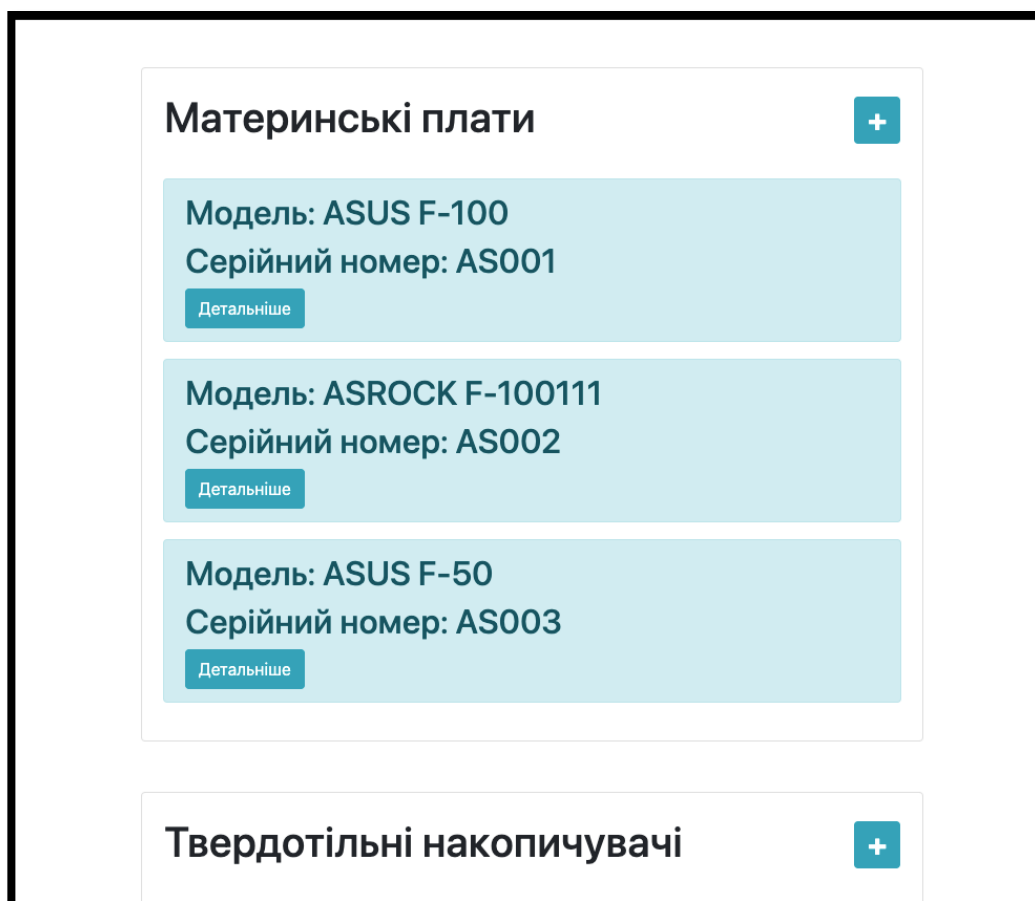 Материнські плати
+
Модель: ASUS F-100
Серійний номер: AS001
Детальніше
Модель: ASROCK F-100111
Серійний номер: AS002
Детальніше
Модель: ASUS F-50
Серійний номер: AS003
Детальніше
Твердотільні накопичувачі
+